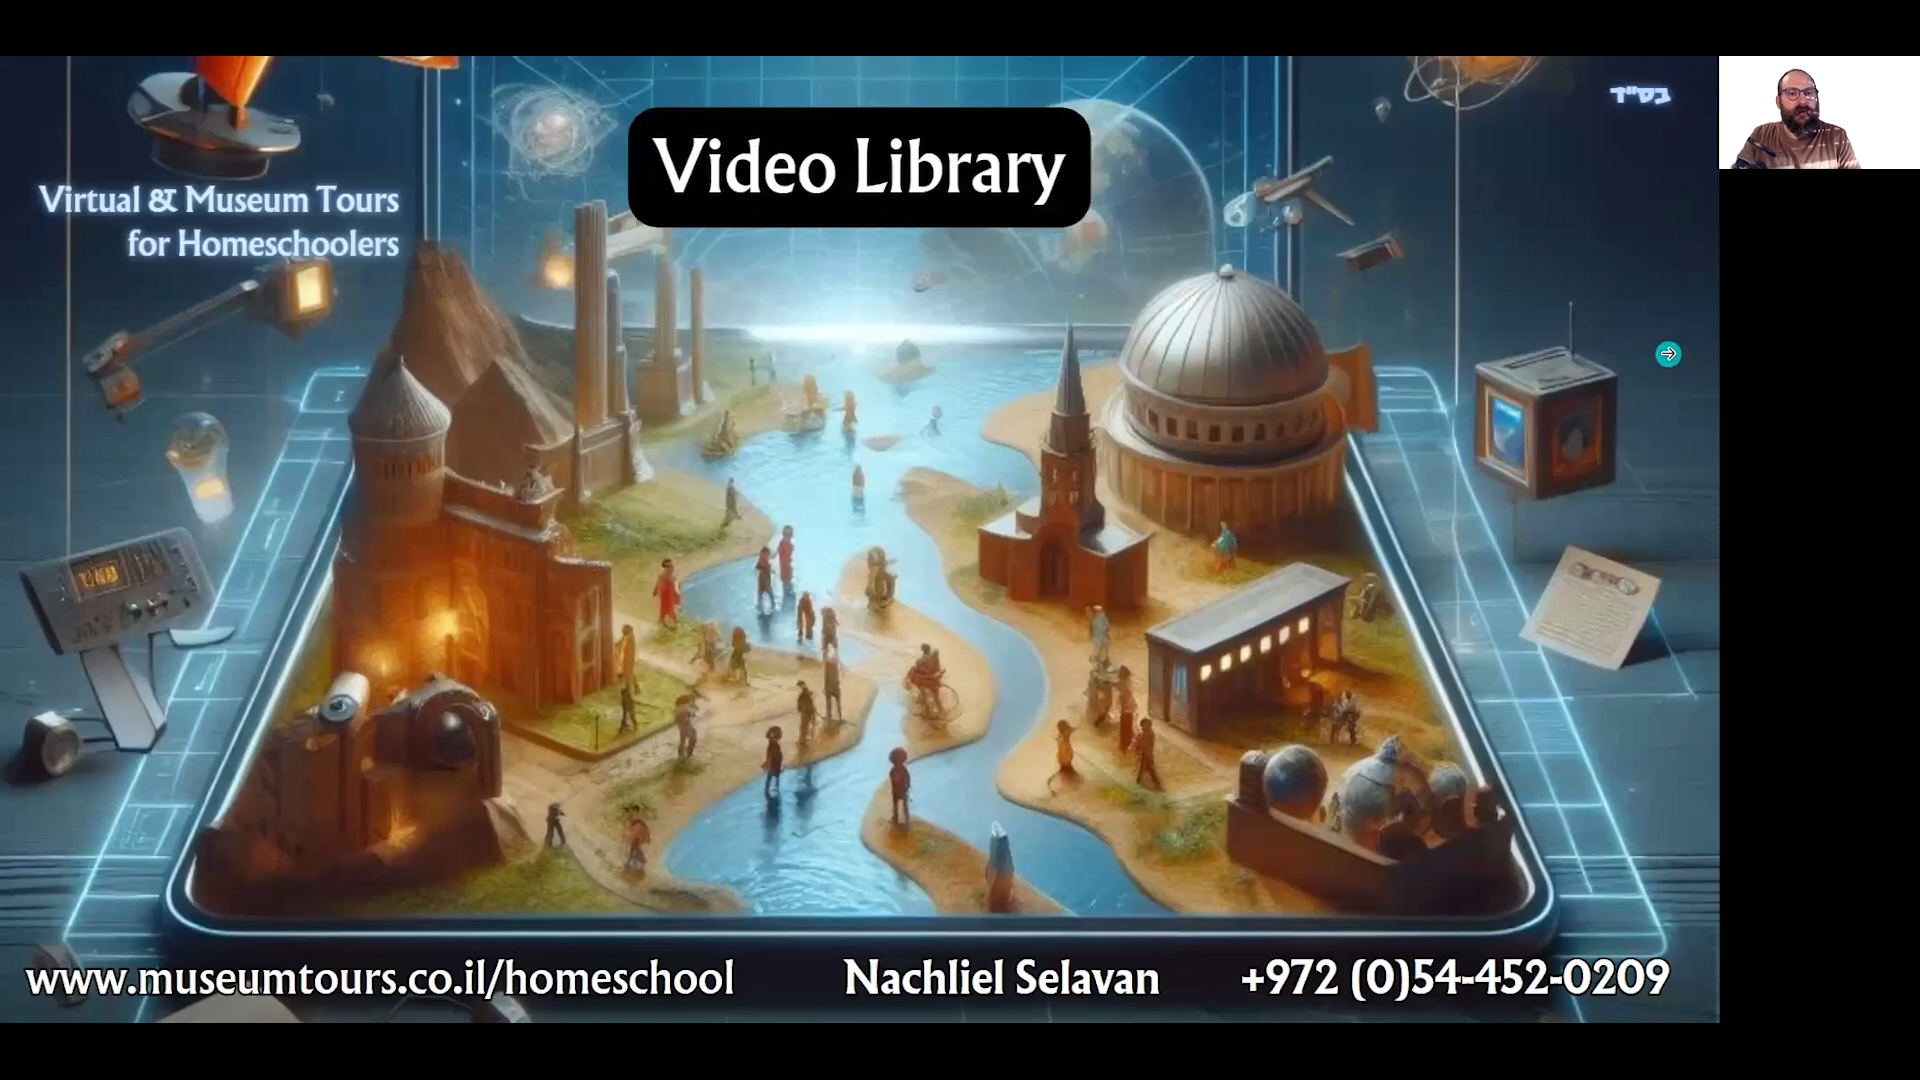 בס"ד
Video Library
Virtual & Museum Tours
for Homeschoolers
www.museumtours.co.il/homeschool
Nachliel Selavan
+972 (0)54-452-0209